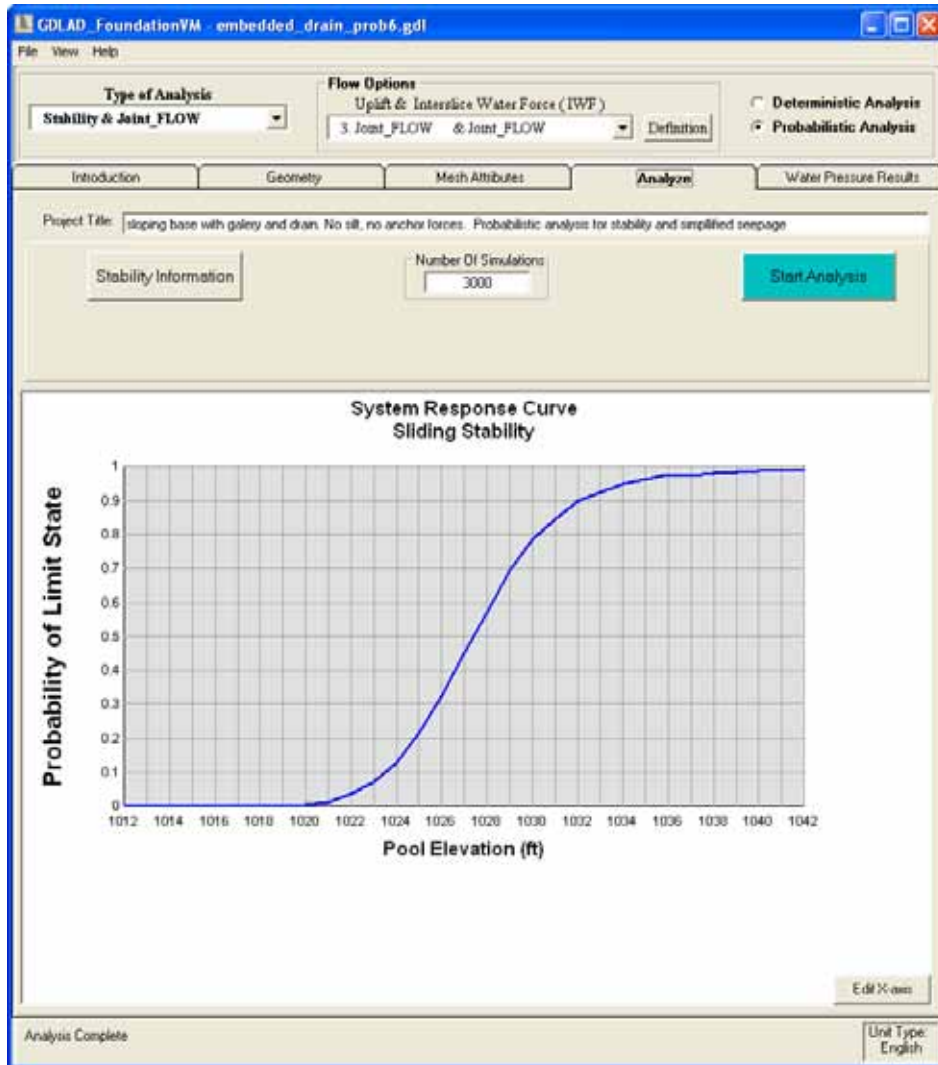 GDLAD_FoundationVM - embedded_drain_prob6.gdl
File View Help
Type of Analysis
Stability & Joint_FLOW
Flow Options
Uplift & Interslice Water Force ( IWF )
3. Joint_FLOW & Joint_FLOW
Definition
Deterministic Analysis
Probabilistic Analysis
Introduction
Geometry
Mesh Attributes
Analyze
Water Pressure Results
Project Title:
sloping base with galery and drain. No silt, no anchor forces. Probabilistic analysis for stability and simplified seepage
Stability Information
Number Of Simulations
3000
Start Analysis
System Response Curve
Sliding Stability
Probability of Limit State
1
0.9
0.8
0.7
0.6
0.5
0.4
0.3
0.2
0.1
0
1012 1014 1016 1018 1020 1022 1024 1026 1028 1030 1032 1034 1036 1038 1040 1042
Pool Elevation (ft)
Edit X-axis
Analysis Complete
Unit Type:
English